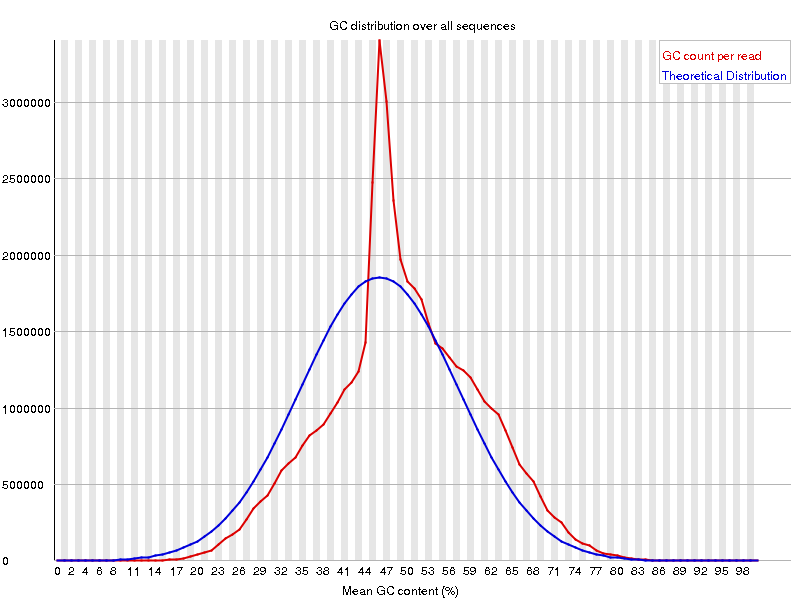 GC distribution over all sequences
GC count per read
Theoretical Distribution
3000000
2500000
2000000
1500000
1000000
500000
0
0 2 4 6 8 11 14 17 20 23 26 29 32 35 38 41 44 47 50 53 56 59 62 65 68 71 74 77 80 83 86 89 92 95 98
Mean GC content (%)